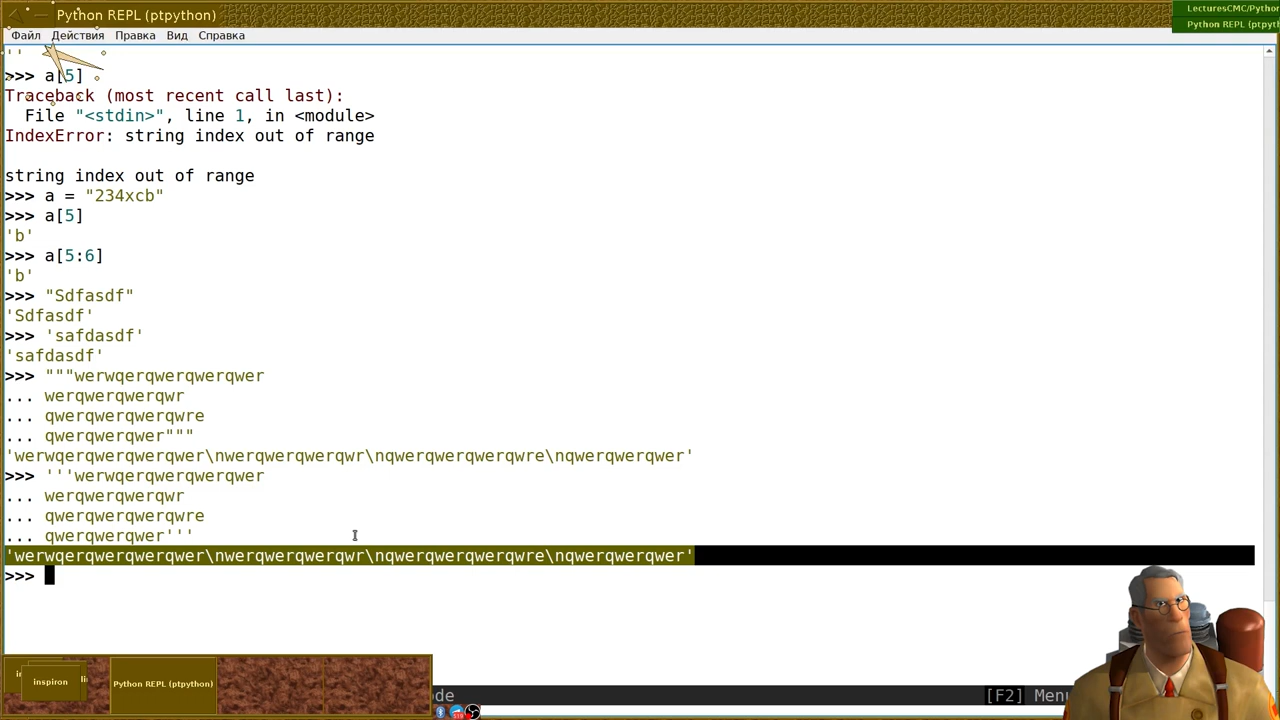 Python REPL (ptpython)
LecturesCMC/Python
Python REPL (ptpyth
Файл Действия Правка Вид Справка
''
>>> a[5]
Traceback (most recent call last):
  File "<stdin>", line 1, in <module>
IndexError: string index out of range
string index out of range
>>> a = "234xcb"
>>> a[5]
'b'
>>> a[5:6]
'b'
>>> "Sdfasdf"
'Sdfasdf'
>>> 'safdasdf'
'safdasdf'
>>> """werwqerqwerqwerqwer
... werqwerqwerqwr
... qwerqwerqwerqwre
... qwerqwerqwer"""
'werwqerqwerqwerqwer\nwerqwerqwerqwr\nqwerqwerqwerqwre\nqwerqwerqwer'
>>> '''werwqerqwerqwerqwer
... werqwerqwerqwr
... qwerqwerqwerqwre
... qwerqwerqwer'''
'werwqerqwerqwerqwer\nwerqwerqwerqwr\nqwerqwerqwerqwre\nqwerqwerqwer'
>>>
inspiron
Python REPL (ptpython)
de
[F2] Menu